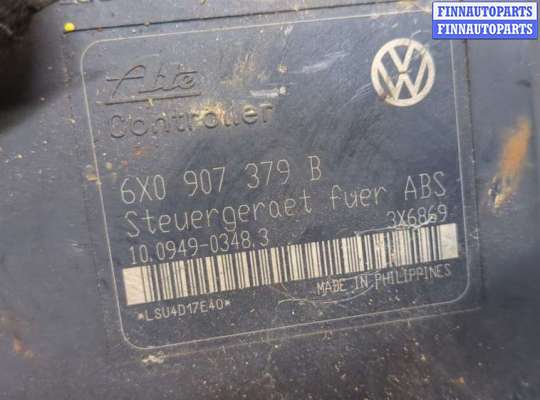 FINNAUTOPARTS
FINNAUTOPARTS
Ate
Controller
6X0 907 379 B
Steuergeraet fuer ABS
10.0949-0348.3 3X6869
*LSU4D17E40* MADE IN PHILIPPINES